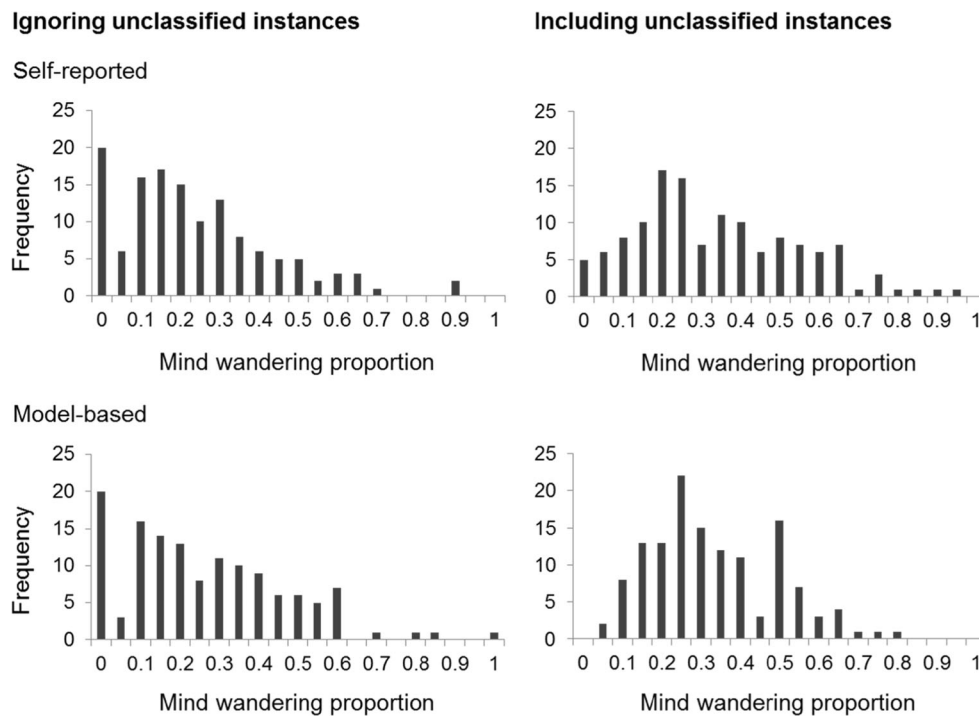 Ignoring unclassified instances
Including unclassified instances
Self-reported
25
20
15
10
5
0
Frequency
0 0.1 0.2 0.3 0.4 0.5 0.6 0.7 0.8 0.9 1
Mind wandering proportion
25
20
15
10
5
0
0 0.1 0.2 0.3 0.4 0.5 0.6 0.7 0.8 0.9 1
Mind wandering proportion
Model-based
25
20
15
10
5
0
Frequency
0 0.1 0.2 0.3 0.4 0.5 0.6 0.7 0.8 0.9 1
Mind wandering proportion
25
20
15
10
5
0
0 0.1 0.2 0.3 0.4 0.5 0.6 0.7 0.8 0.9 1
Mind wandering proportion